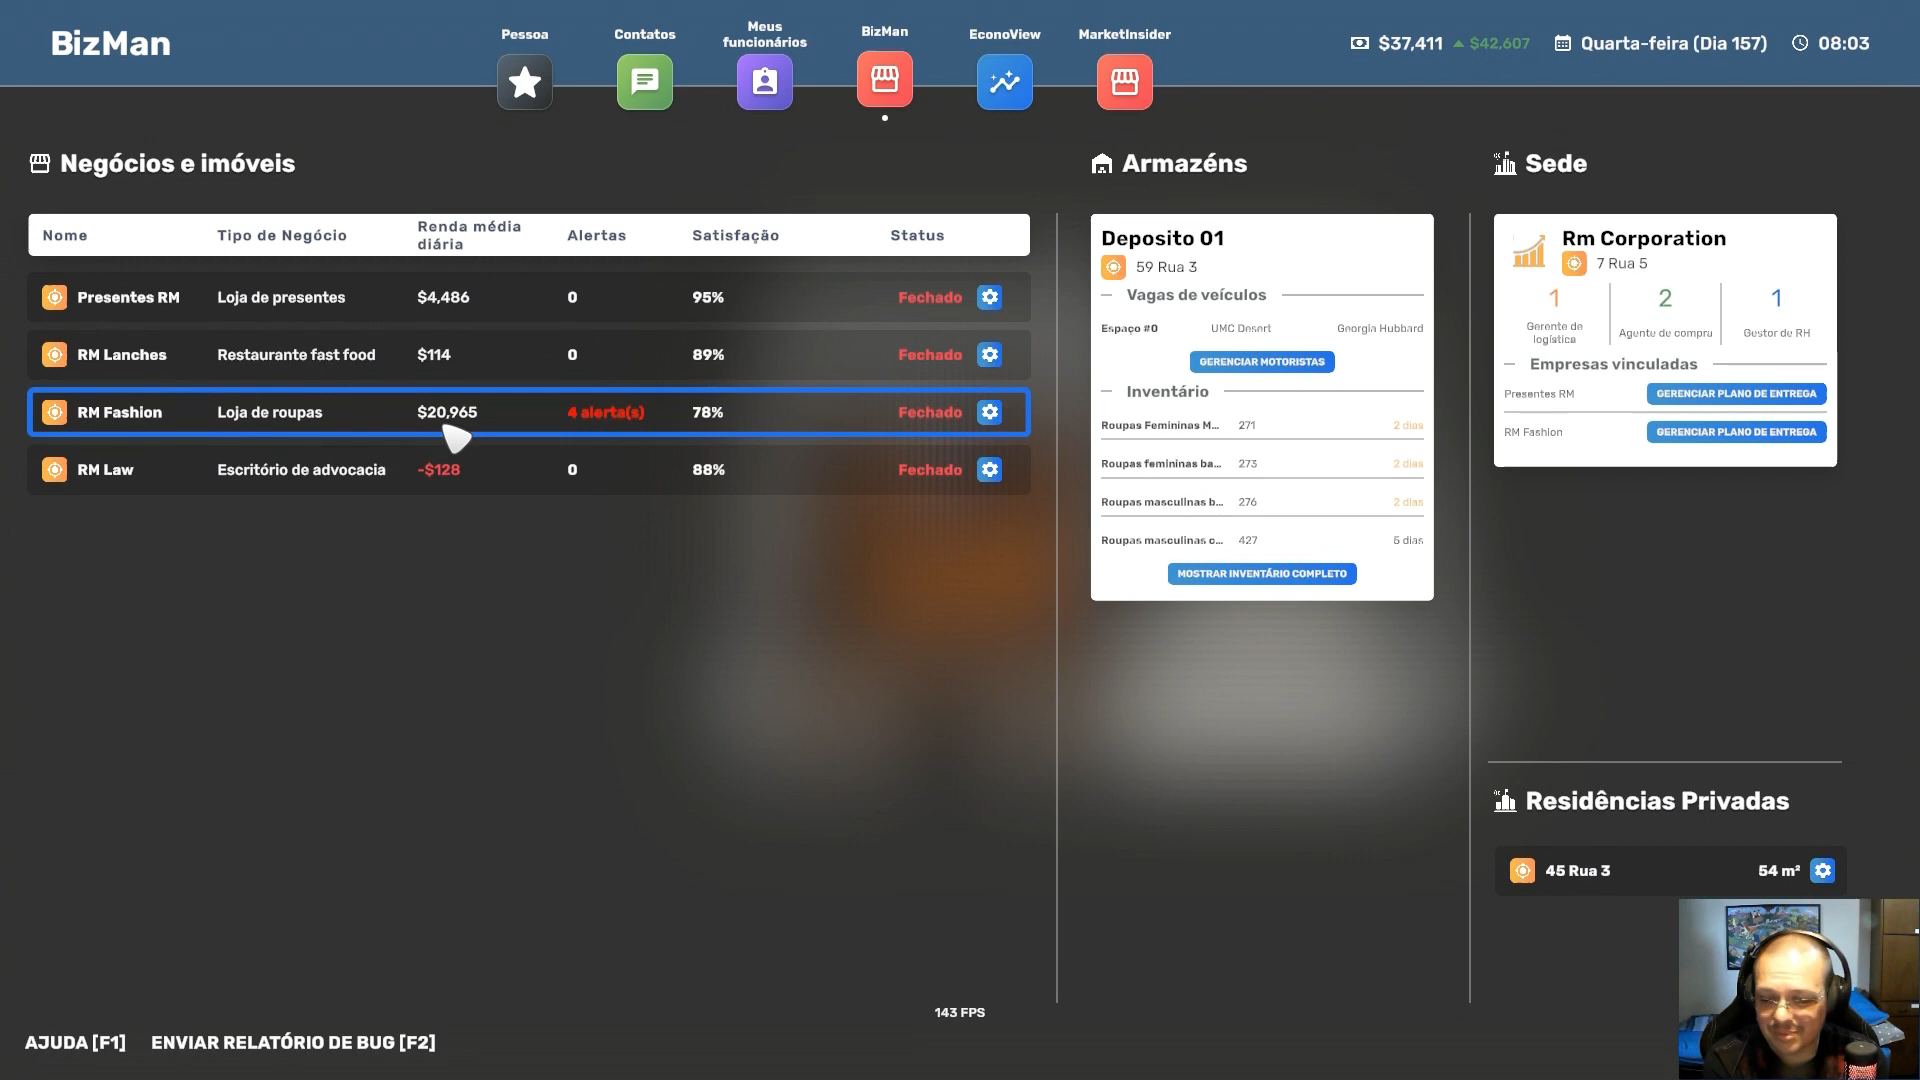 BizMan
Pessoa
Contatos
Meus
funcionários
BizMan
EconoView
MarketInsider
$37,411
$42,607
Quarta-feira (Dia 157)
08:03
Negócios e imóveis
Nome
Tipo de Negócio
Renda média
diária
Alertas
Satisfação
Status
Presentes RM
Loja de presentes
$4,486
0
95%
Fechado
RM Lanches
Restaurante fast food
$114
0
89%
Fechado
RM Fashion
Loja de roupas
$20,965
4 alerta(s)
78%
Fechado
RM Law
Escritório de advocacia
-$128
0
88%
Fechado
Armazéns
Deposito 01
59 Rua 3
Vagas de veículos
Espaço #0
UMC Desert
Georgia Hubbard
GERENCIAR MOTORISTAS
Inventário
Roupas Femininas M...
271
2 dias
Roupas femininas ba...
273
2 dias
Roupas masculinas b...
276
2 dias
Roupas masculinas c...
427
5 dias
MOSTRAR INVENTÁRIO COMPLETO
Sede
Rm Corporation
7 Rua 5
1
Gerente de
logística
2
Agente de compra
1
Gestor de RH
Empresas vinculadas
Presentes RM
GERENCIAR PLANO DE ENTREGA
RM Fashion
GERENCIAR PLANO DE ENTREGA
Residências Privadas
45 Rua 3
54 m²
143 FPS
AJUDA [F1]
ENVIAR RELATÓRIO DE BUG [F2]